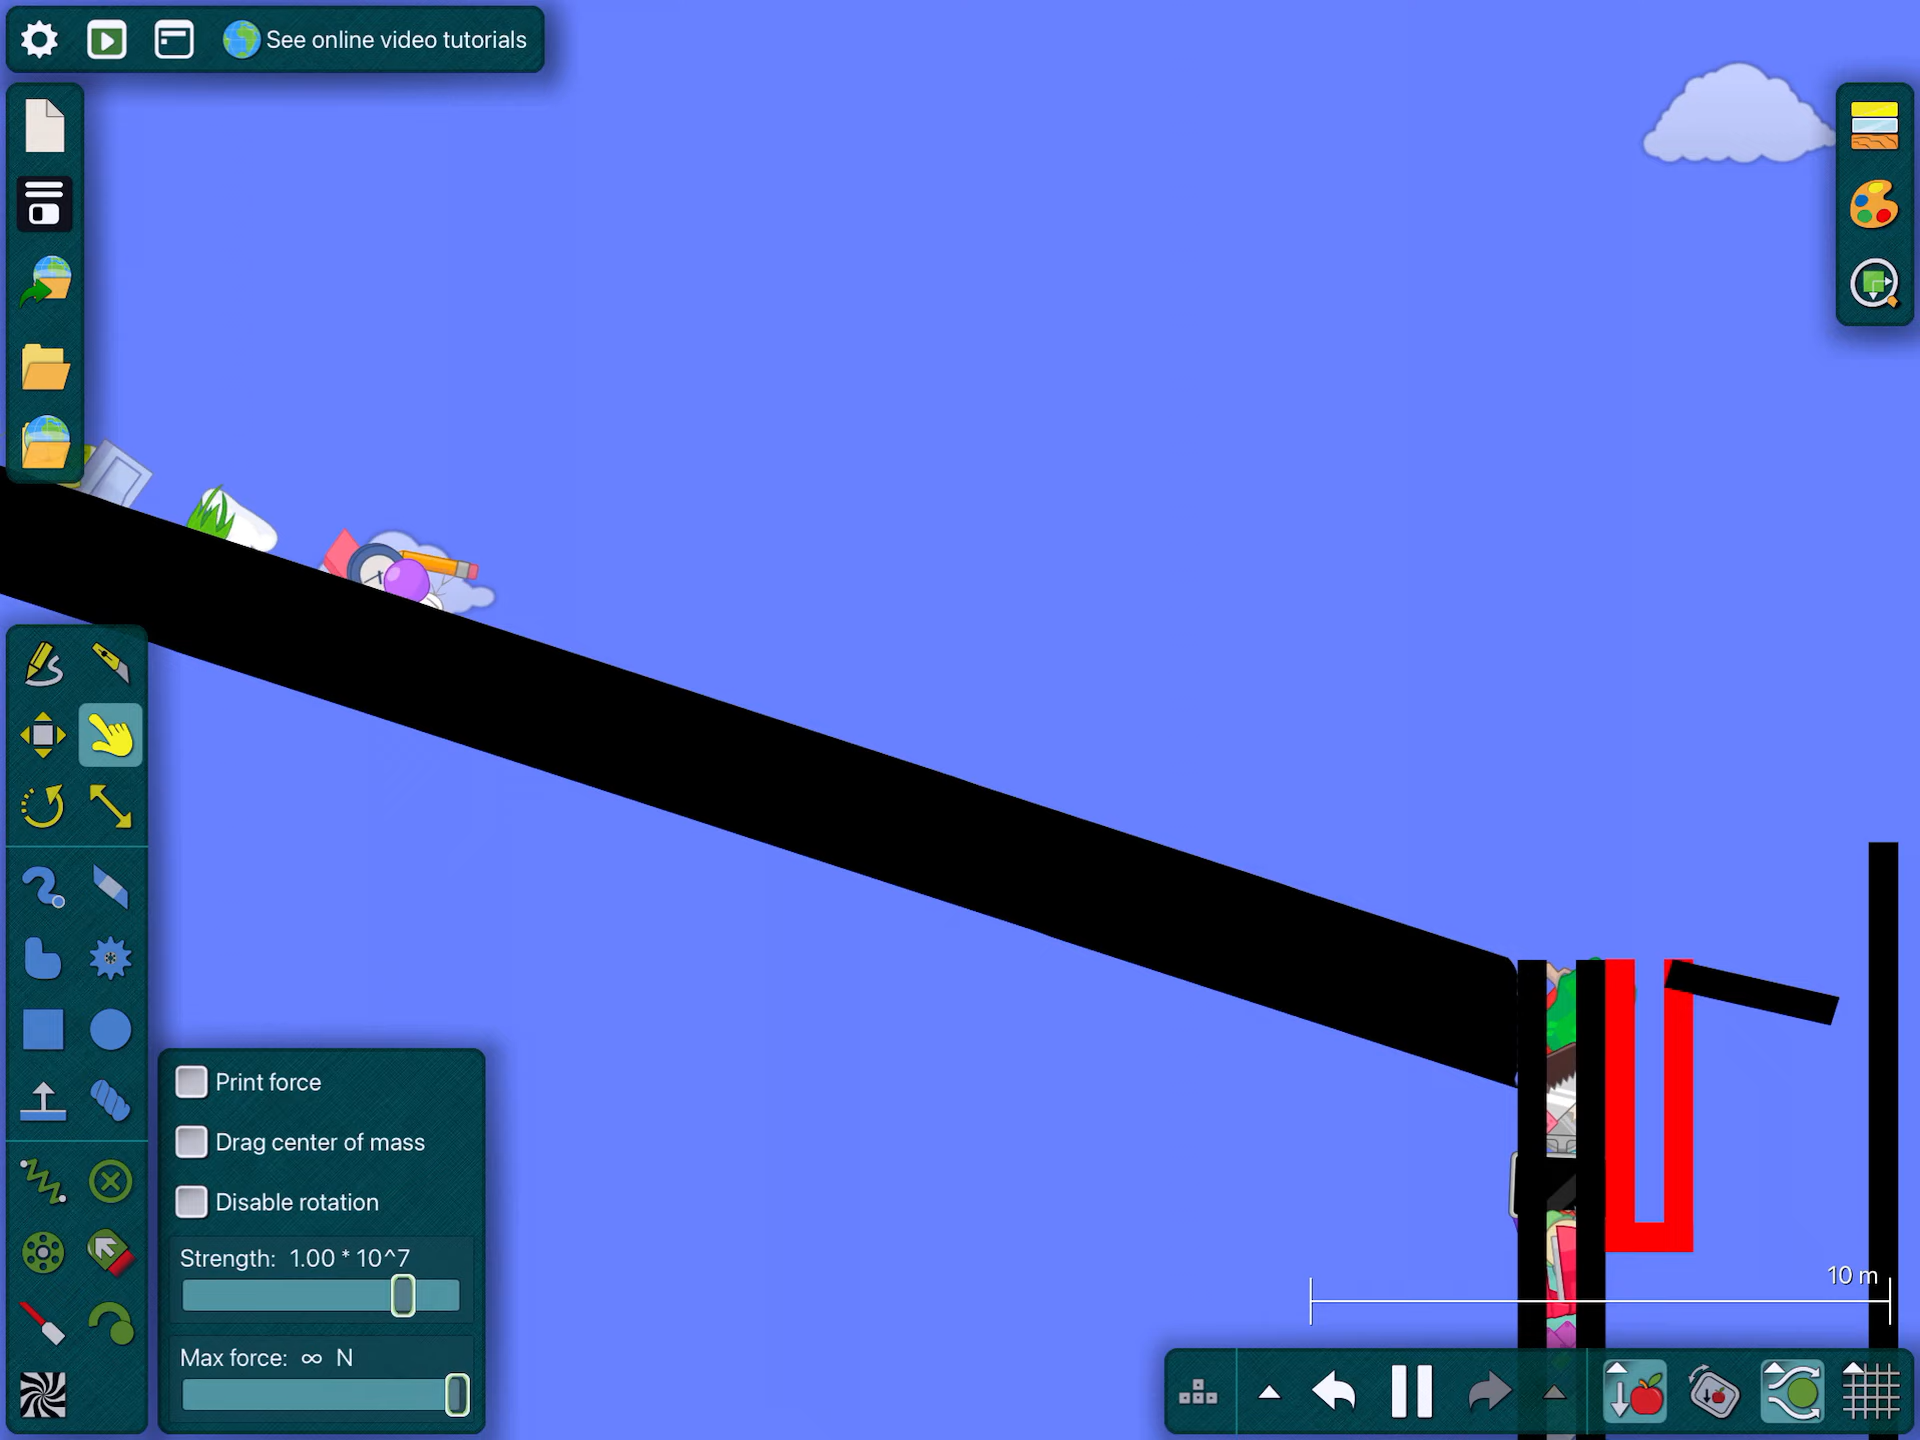 See online video tutorials
Print force
Drag center of mass
Disable rotation
Strength: 1.00 * 10^7
Max force: ∞ N
10 m